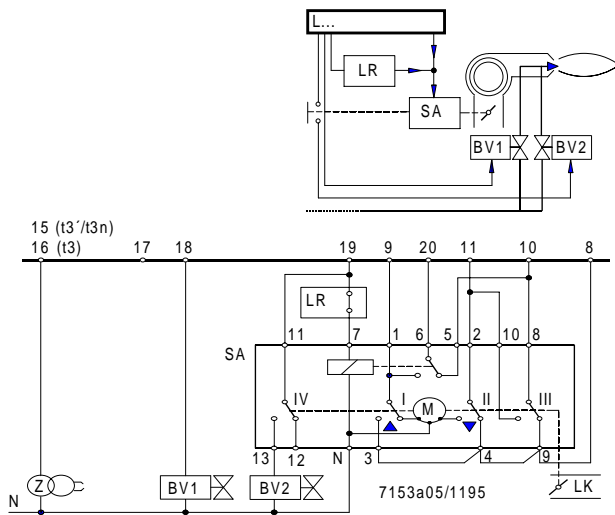 L...
LR
SA
BV1 BV2
15 (t3´/t3n)
16 (t3) 17 18 19 9 20 11 10 8
LR
11 7 1 6 5 2 10 8
SA
IV I M II III
13 12 N 3 4 9
Z BV1 BV2 7153a05/1195 LK
N